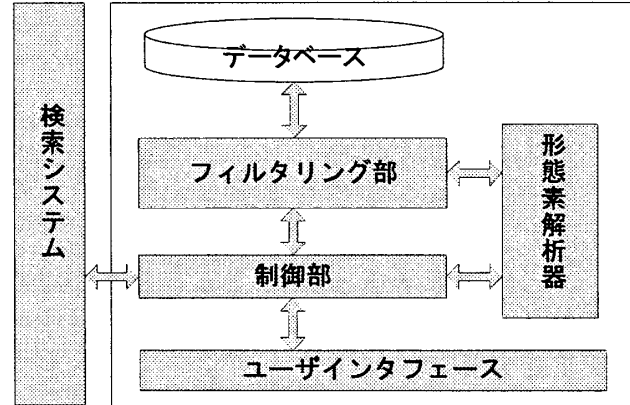 検索システム
データベース
フィルタリング部
形態素解析器
制御部
ユーザインタフェース